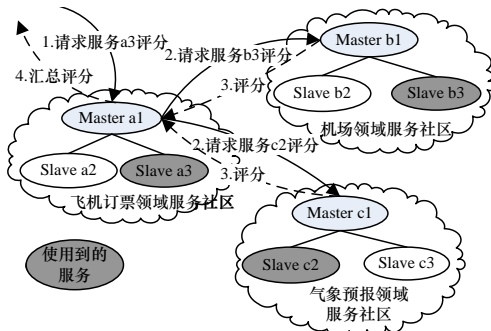 1.请求服务a3评分
4.汇总评分
2.请求服务b3评分
3.评分
Master b1
Slave b2
Slave b3
机场领域服务社区
Master a1
Slave a2
Slave a3
飞机订票领域服务社区
2.请求服务c2评分
3.评分
Master c1
Slave c2
Slave c3
气象预报领域
服务社区
使用到的
服务